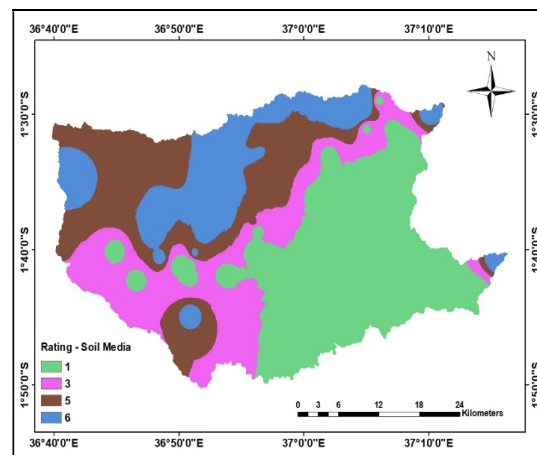 36°40'0"E 36°50'0"E 37°0'0"E 37°10'0"E
N
1°30'0"S 1°30'0"S
1°40'0"S 1°40'0"S
1°50'0"S 1°50'0"S
Rating - Soil Media
1
3
5
6
0 3 6 12 18 24
Kilometers
36°40'0"E 36°50'0"E 37°0'0"E 37°10'0"E